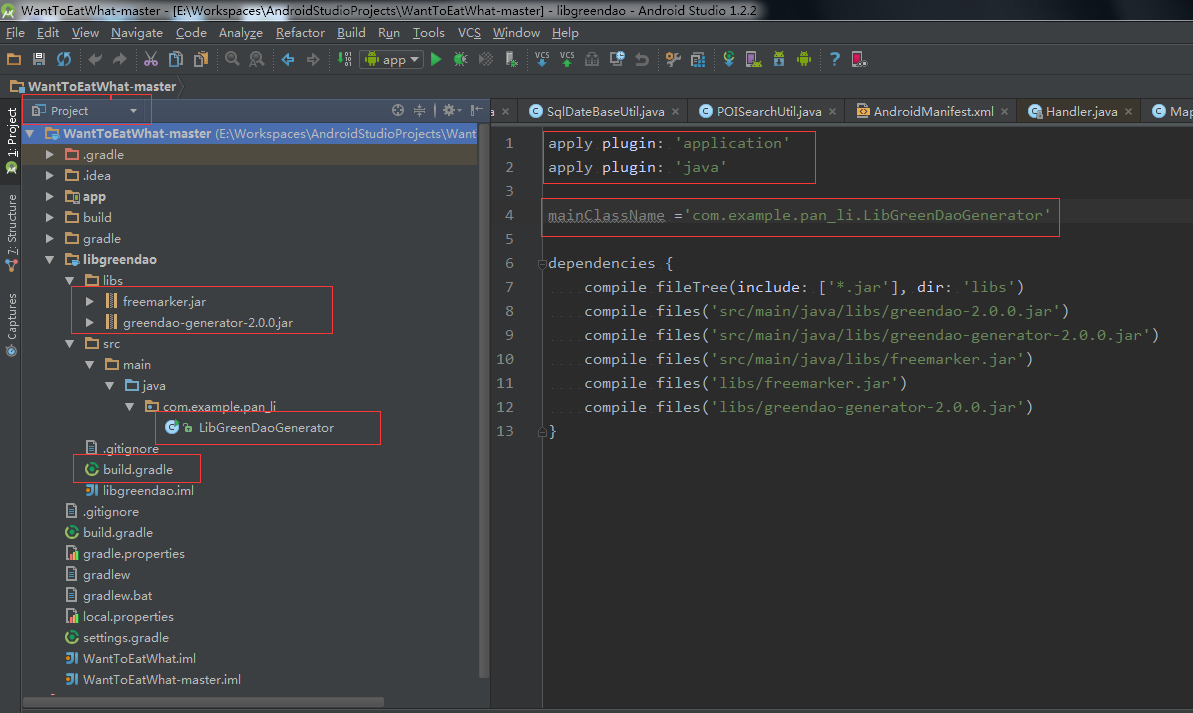 WantToEatWhat-master - [E:\Workspaces\AndroidStudioProjects\WantToEatWhat-master] - libgreendao - Android Studio 1.2.2
File Edit View Navigate Code Analyze Refactor Build Run Tools VCS Window Help
app VCS VCS ?
WantToEatWhat-master
Project
a SqlDateBaseUtil.java POISearchUtil.java AndroidManifest.xml Handler.java Map
1: Project
7: Structure
Captures
WantToEatWhat-master (E:\Workspaces\AndroidStudioProjects\Want
.gradle
.idea
app
build
gradle
libgreendao
libs
freemarker.jar
greendao-generator-2.0.0.jar
src
main
java
com.example.pan_li
LibGreenDaoGenerator
.gitignore
build.gradle
libgreendao.iml
.gitignore
build.gradle
gradle.properties
gradlew
gradlew.bat
local.properties
settings.gradle
WantToEatWhat.iml
WantToEatWhat-master.iml
1 apply plugin: 'application'
2 apply plugin: 'java'
3
4 mainClassName ='com.example.pan_li.LibGreenDaoGenerator'
5
6 dependencies {
7 compile fileTree(include: ['*.jar'], dir: 'libs')
8 compile files('src/main/java/libs/greendao-2.0.0.jar')
9 compile files('src/main/java/libs/greendao-generator-2.0.0.jar')
10 compile files('src/main/java/libs/freemarker.jar')
11 compile files('libs/freemarker.jar')
12 compile files('libs/greendao-generator-2.0.0.jar')
13 }